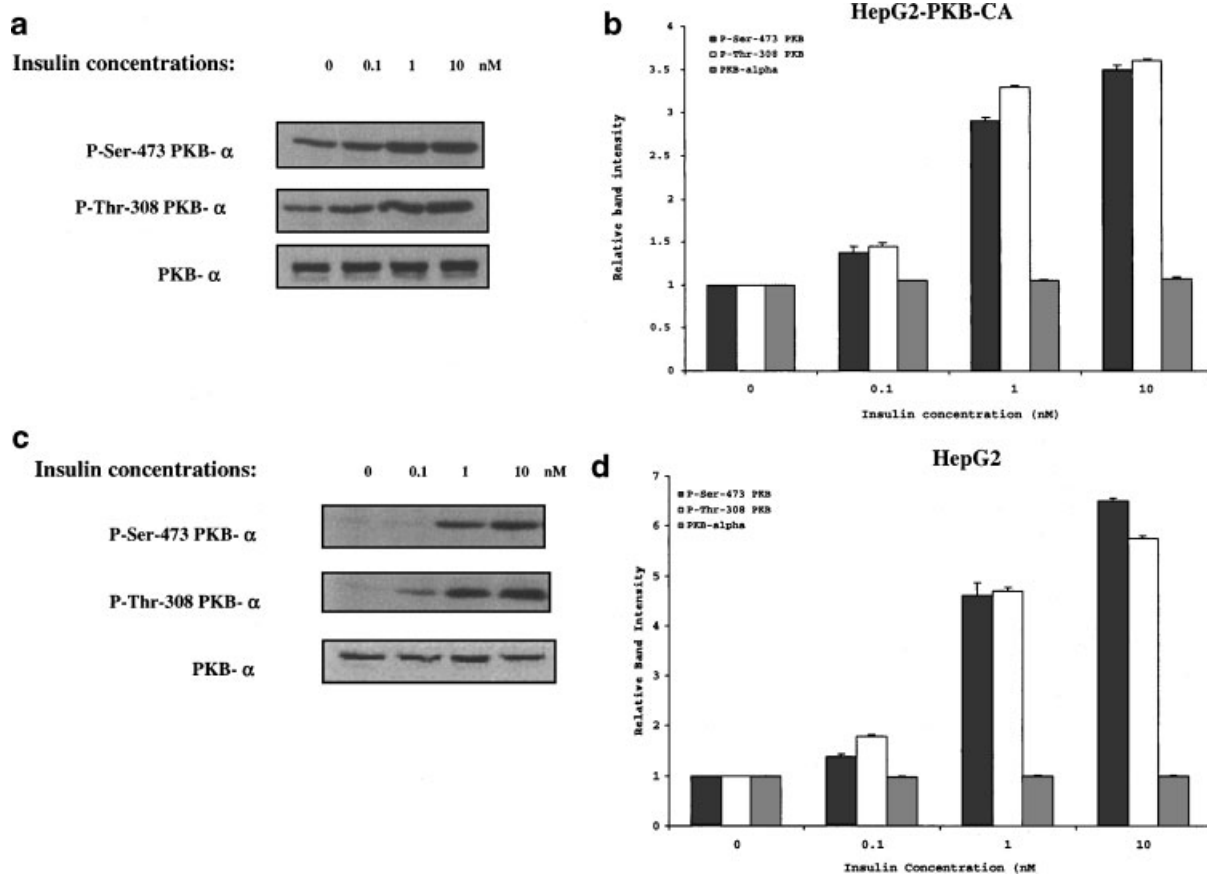 a
Insulin concentrations: 0 0.1 1 10 nM
P-Ser-473 PKB- α
P-Thr-308 PKB- α
PKB- α
b
HepG2-PKB-CA
P-Ser-473 PKB
P-Thr-308 PKB
PKB-alpha
Relative band intensity
4
3.5
3
2.5
2
1.5
1
0.5
0
0 0.1 1 10
Insulin concentration (nM)
c
Insulin concentrations: 0 0.1 1 10 nM
P-Ser-473 PKB- α
P-Thr-308 PKB- α
PKB- α
d
HepG2
P-Ser-473 PKB
P-Thr-308 PKB
PKB-alpha
Relative Band Intensity
7
6
5
4
3
2
1
0
0 0.1 1 10
Insulin Concentration (nM